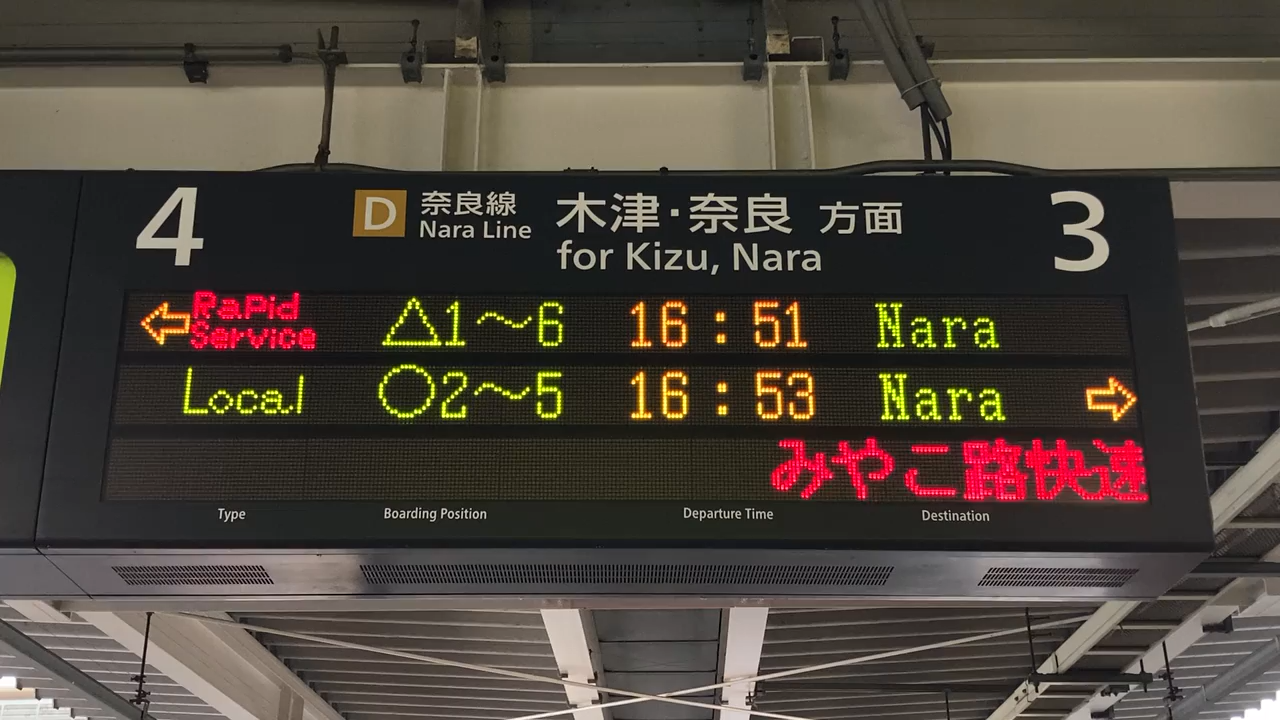 4 D 奈良線 木津・奈良 方面 3
Nara Line for Kizu, Nara
⇦ Rapid Service △1〜6 16:51 Nara
Local ○2〜5 16:53 Nara ⇨
みやこ路快速
Type Boarding Position Departure Time Destination